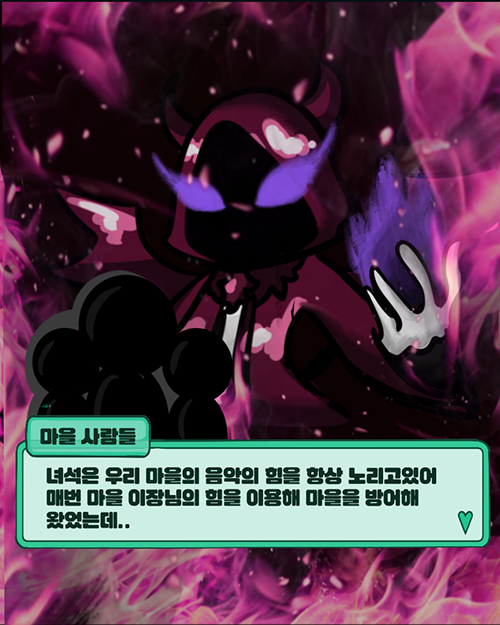 마을 사람들
녀석은 우리 마을의 음악의 힘을 항상 노리고있어
매번 마을 이장님의 힘을 이용해 마을을 방어해
왔었는데..